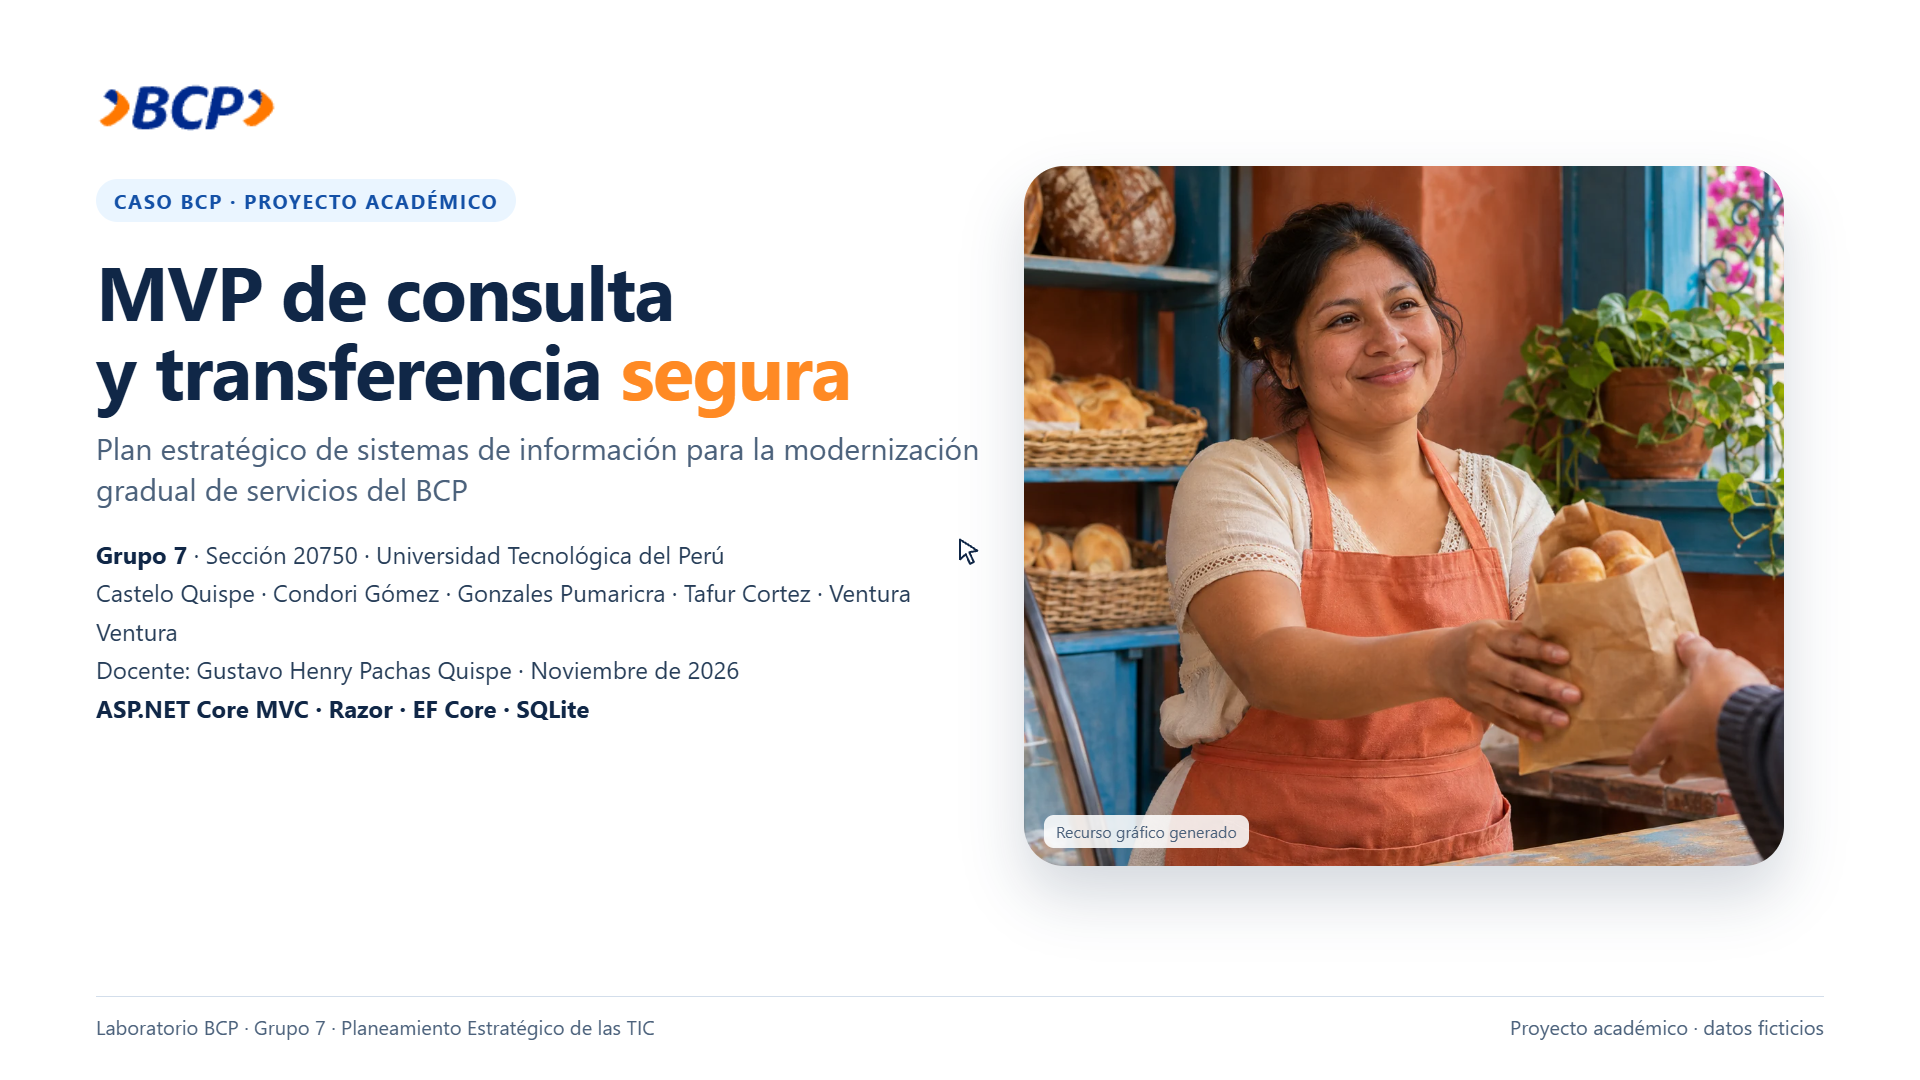 BCP
CASO BCP · PROYECTO ACADÉMICO
MVP de consulta
y transferencia segura
Plan estratégico de sistemas de información para la modernización
gradual de servicios del BCP
Grupo 7 · Sección 20750 · Universidad Tecnológica del Perú
Castelo Quispe · Condori Gómez · Gonzales Pumaricra · Tafur Cortez · Ventura
Ventura
Docente: Gustavo Henry Pachas Quispe · Noviembre de 2026
ASP.NET Core MVC · Razor · EF Core · SQLite
Recurso gráfico generado
Laboratorio BCP · Grupo 7 · Planeamiento Estratégico de las TIC
Proyecto académico · datos ficticios